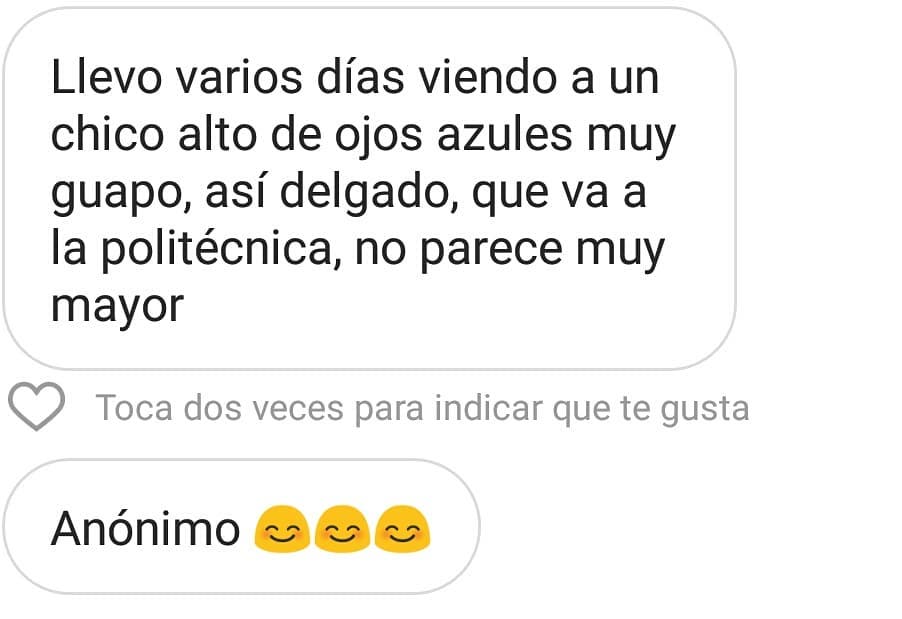 Llevo varios días viendo a un
chico alto de ojos azules muy
guapo, así delgado, que va a
la politécnica, no parece muy
mayor
Toca dos veces para indicar que te gusta
Anónimo 😊😊😊